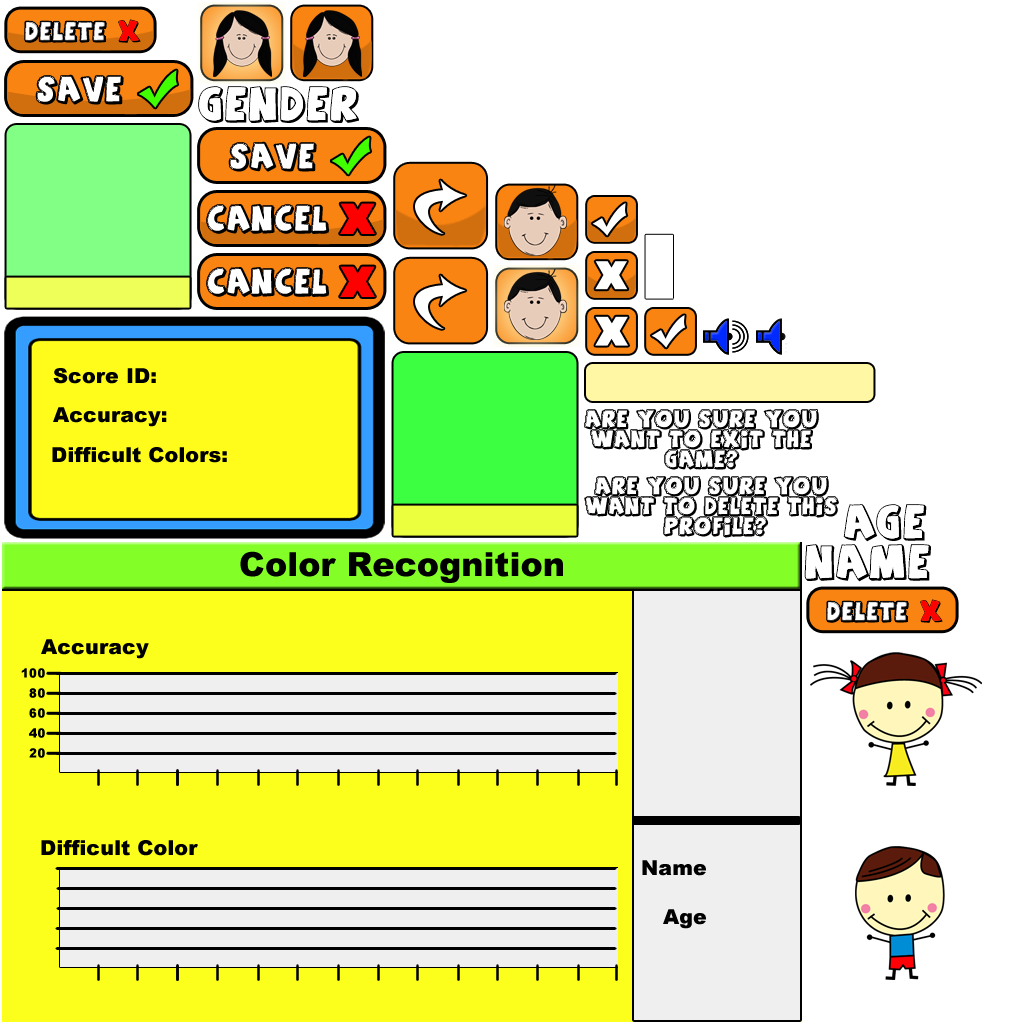 DELETE X
SAVE
GENDER
SAVE
CANCEL X
CANCEL X
X
X
Score ID:
Accuracy:
Difficult Colors:
ARE YOU SURE YOU
WANT TO EXIT THE
GAME?
ARE YOU SURE YOU
WANT TO DELETE THIS
PROFILE?
AGE
NAME
DELETE X
Color Recognition
Accuracy
100
80
60
40
20
Difficult Color
Name
Age